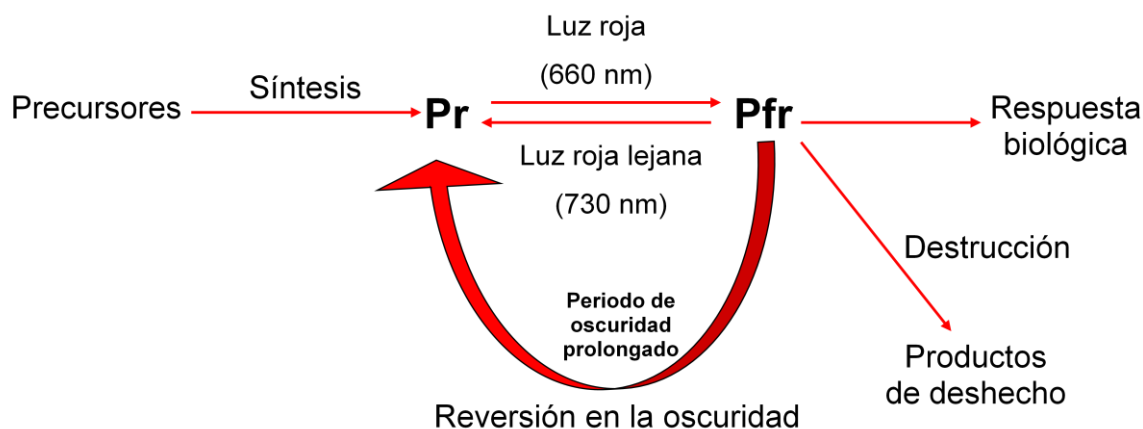 Luz roja
(660 nm)
Precursores
Síntesis
Pr
Pfr
Respuesta
biológica
Luz roja lejana
(730 nm)
Destrucción
Periodo de
oscuridad
prolongado
Productos
de deshecho
Reversión en la oscuridad